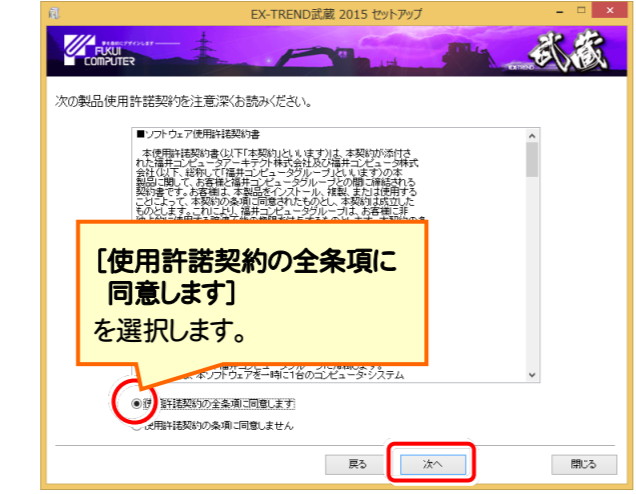 EX-TREND武蔵 2015 セットアップ
FUKUI
COMPUTER
武蔵
次の製品使用許諾契約を注意深くお読みください。
■ソフトウェア使用許諾契約書
本使用許諾契約書(以下「本契約」といいます)は、本契約が添付さ
れた福井コンピュータアーキテクト株式会社及び福井コンピュータ株式
会社(以下、総称して「福井コンピュータグループ」といいます)の本
製品に関して、お客様と福井コンピュータグループとの間に締結される
契約書です。お客様は、本製品をインストール、複製、または使用する
ことによって、本契約の条項に同意されたものとし、本契約は成立した
ものとします。これにより、福井コンピュータグループは、お客様に非
[使用許諾契約の全条項に
同意します]
を選択します。
本ソフトウェアを一時に1台のコンピュータ・システム
使用許諾契約の全条項に同意します
使用許諾契約の条項に同意しません
戻る
次へ
閉じる